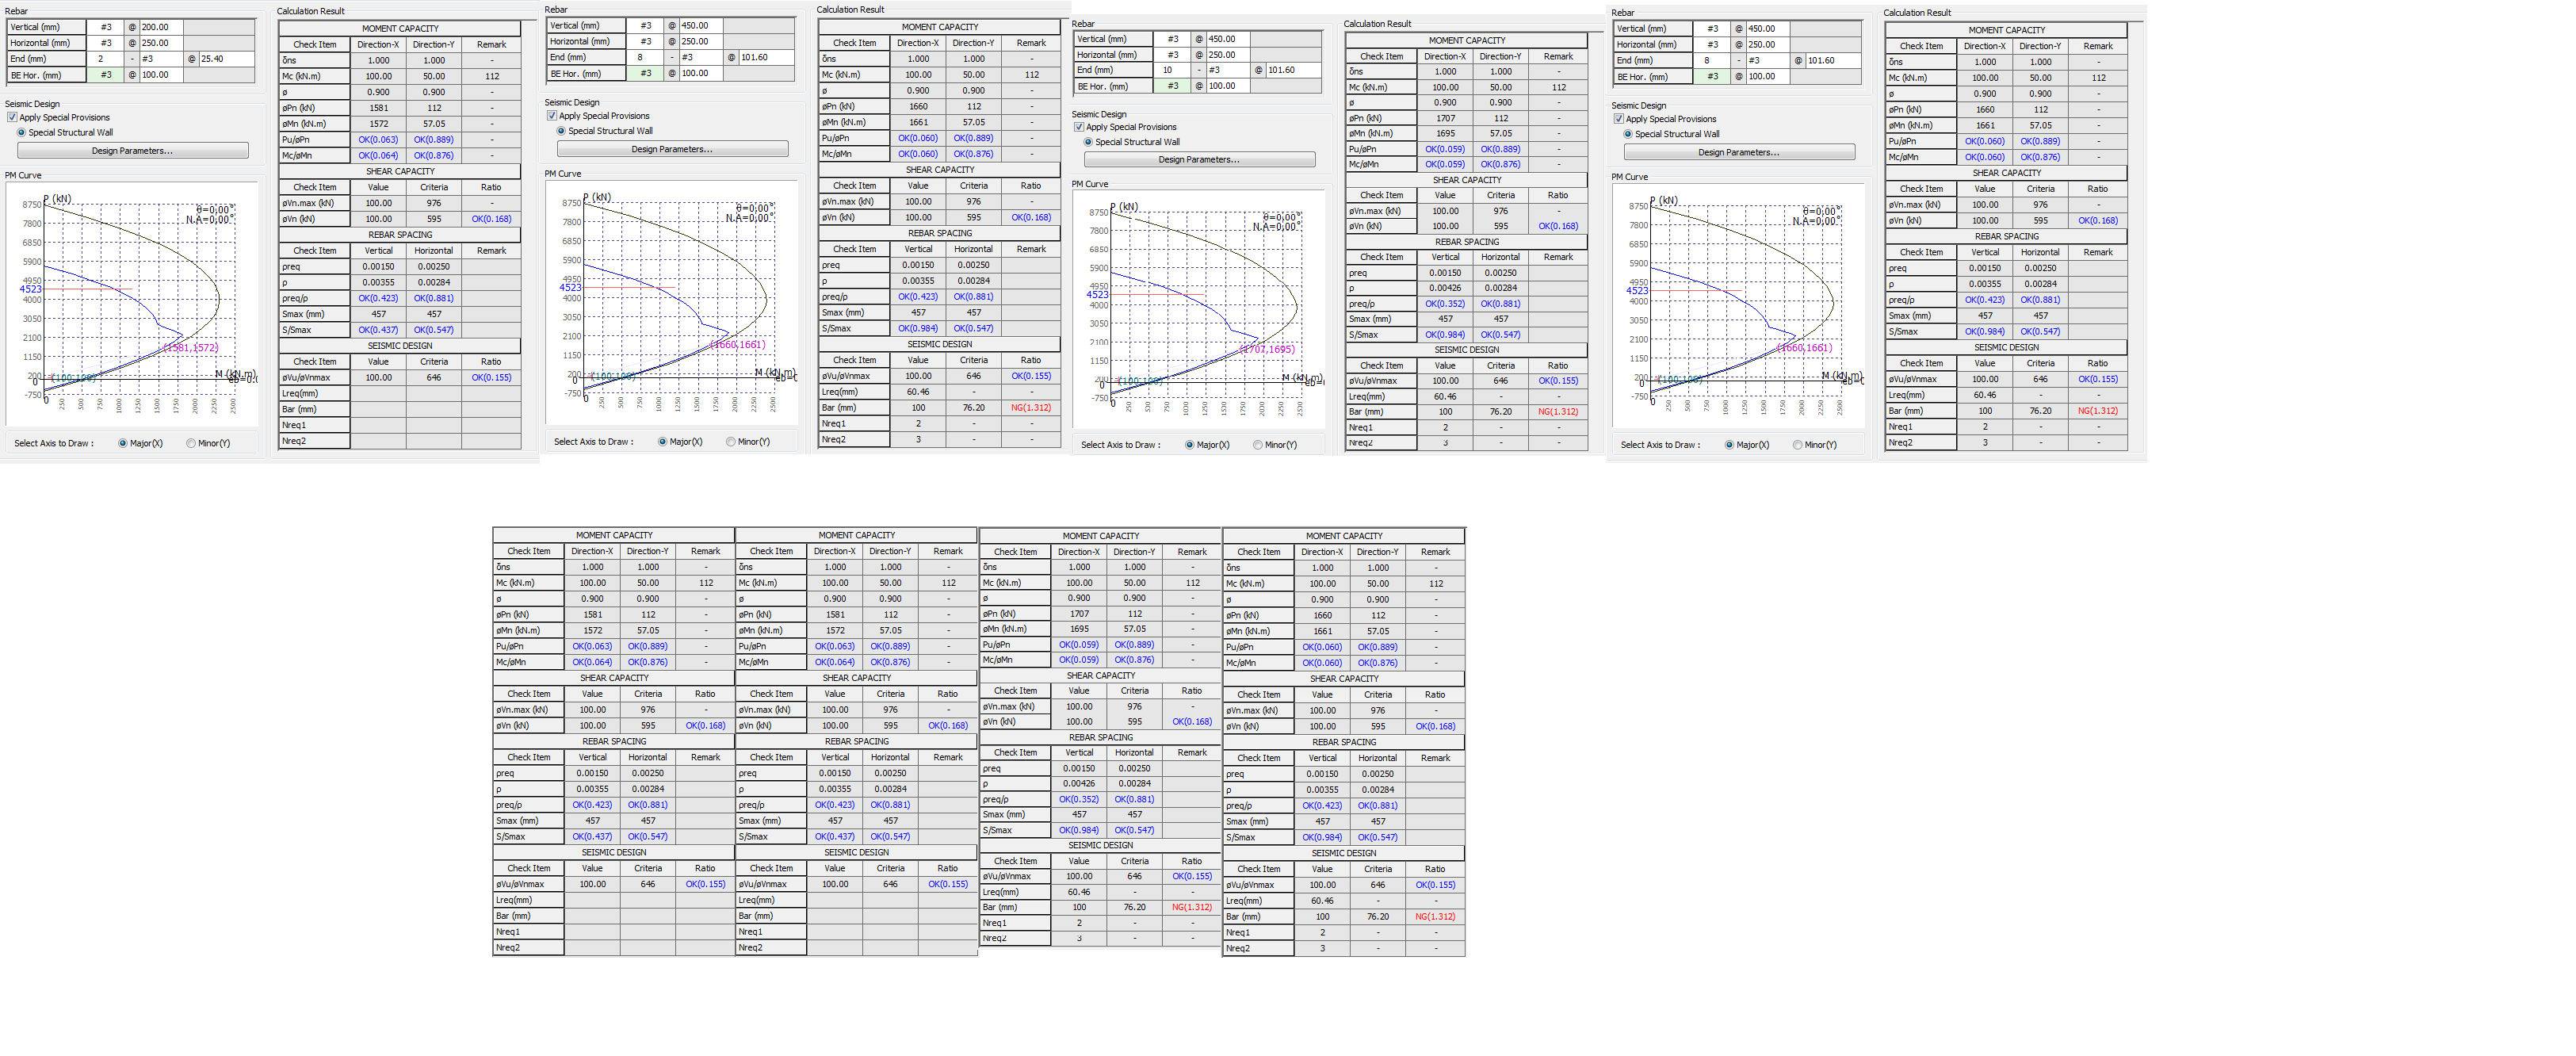 Rebar
Vertical (mm) #3 @ 200.00
Horizontal (mm) #3 @ 250.00
End (mm) 2 - #3 @ 25.40
BE Hor. (mm) #3 @ 100.00
Seismic Design
Apply Special Provisions
Special Structural Wall
Design Parameters...
PM Curve
P (kN)
θ=0.00°
N.A=0.00°
8750
7800
6850
5900
4950
4523
4000
3050
2100
1150
200
0
-750
(1581,1572)
(100,100)
M (kN.m)
0 250 500 750 1000 1250 1500 1750 2000 2250 2500
Select Axis to Draw : Major(X) Minor(Y)
Calculation Result
MOMENT CAPACITY
Check Item Direction-X Direction-Y Remark
δns 1.000 1.000 -
Mc (kN.m) 100.00 50.00 112
ø 0.900 0.900 -
øPn (kN) 1581 112 -
øMn (kN.m) 1572 57.05 -
Pu/øPn OK(0.063) OK(0.889) -
Mc/øMn OK(0.064) OK(0.876) -
SHEAR CAPACITY
Check Item Value Criteria Ratio
øVn.max (kN) 100.00 976 -
øVn (kN) 100.00 595 OK(0.168)
REBAR SPACING
Check Item Vertical Horizontal Remark
ρreq 0.00150 0.00250
ρ 0.00355 0.00284
ρreq/ρ OK(0.423) OK(0.881)
Smax (mm) 457 457
S/Smax OK(0.437) OK(0.547)
SEISMIC DESIGN
Check Item Value Criteria Ratio
øVu/øVnmax 100.00 646 OK(0.155)
Lreq(mm)
Bar (mm)
Nreq1
Nreq2
Rebar
Vertical (mm) #3 @ 450.00
Horizontal (mm) #3 @ 250.00
End (mm) 8 - #3 @ 101.60
BE Hor. (mm) #3 @ 100.00
Seismic Design
Apply Special Provisions
Special Structural Wall
Design Parameters...
PM Curve
P (kN)
θ=0.00°
N.A=0.00°
8750
7800
6850
5900
4950
4523
4000
3050
2100
1150
200
0
-750
(1660,1661)
(100,100)
M (kN.m)
0 250 500 750 1000 1250 1500 1750 2000 2250 2500
Select Axis to Draw : Major(X) Minor(Y)
Calculation Result
MOMENT CAPACITY
Check Item Direction-X Direction-Y Remark
δns 1.000 1.000 -
Mc (kN.m) 100.00 50.00 112
ø 0.900 0.900 -
øPn (kN) 1660 112 -
øMn (kN.m) 1661 57.05 -
Pu/øPn OK(0.060) OK(0.889) -
Mc/øMn OK(0.060) OK(0.876) -
SHEAR CAPACITY
Check Item Value Criteria Ratio
øVn.max (kN) 100.00 976 -
øVn (kN) 100.00 595 OK(0.168)
REBAR SPACING
Check Item Vertical Horizontal Remark
ρreq 0.00150 0.00250
ρ 0.00355 0.00284
ρreq/ρ OK(0.423) OK(0.881)
Smax (mm) 457 457
S/Smax OK(0.984) OK(0.547)
SEISMIC DESIGN
Check Item Value Criteria Ratio
øVu/øVnmax 100.00 646 OK(0.155)
Lreq(mm) 60.46 - -
Bar (mm) 100 76.20 NG(1.312)
Nreq1 2 - -
Nreq2 3 - -
Rebar
Vertical (mm) #3 @ 450.00
Horizontal (mm) #3 @ 250.00
End (mm) 10 - #3 @ 101.60
BE Hor. (mm) #3 @ 100.00
Seismic Design
Apply Special Provisions
Special Structural Wall
Design Parameters...
PM Curve
P (kN)
θ=0.00°
N.A=0.00°
8750
7800
6850
5900
4950
4523
4000
3050
2100
1150
0
-750
(1707,1695)
(100,100)
M (kN.m)
Select Axis to Draw : Major(X) Minor(Y)
Calculation Result
MOMENT CAPACITY
Check Item Direction-X Direction-Y Remark
δns 1.000 1.000 -
Mc (kN.m) 100.00 50.00 112
ø 0.900 0.900 -
øPn (kN) 1707 112 -
øMn (kN.m) 1695 57.05 -
Pu/øPn OK(0.059) OK(0.889) -
Mc/øMn OK(0.059) OK(0.876) -
SHEAR CAPACITY
Check Item Value Criteria Ratio
øVn.max (kN) 100.00 976 -
øVn (kN) 100.00 595 OK(0.168)
REBAR SPACING
Check Item Vertical Horizontal Remark
ρreq 0.00150 0.00250
ρ 0.00426 0.00284
ρreq/ρ OK(0.352) OK(0.881)
Smax (mm) 457 457
S/Smax OK(0.984) OK(0.547)
SEISMIC DESIGN
Check Item Value Criteria Ratio
øVu/øVnmax 100.00 646 OK(0.155)
Lreq(mm) 60.46 - -
Bar (mm) 100 76.20 NG(1.312)
Nreq1 2 - -
Nreq2 3 - -
Rebar
Vertical (mm) #3 @ 450.00
Horizontal (mm) #3 @ 250.00
End (mm) 8 - #3 @ 101.60
BE Hor. (mm) #3 @ 100.00
Seismic Design
Apply Special Provisions
Special Structural Wall
Design Parameters...
PM Curve
P (kN)
θ=0.00°
N.A=0.00°
8750
7800
6850
5900
4950
4523
4000
3050
2100
1150
200
0
-750
(1660,1661)
(100,100)
M (kN.m)
0 250 500 750 1000 1250 1500 1750 2000 2250 2500
Select Axis to Draw : Major(X) Minor(Y)
Calculation Result
MOMENT CAPACITY
Check Item Direction-X Direction-Y Remark
δns 1.000 1.000 -
Mc (kN.m) 100.00 50.00 112
ø 0.900 0.900 -
øPn (kN) 1660 112 -
øMn (kN.m) 1661 57.05 -
Pu/øPn OK(0.060) OK(0.889) -
Mc/øMn OK(0.060) OK(0.876) -
SHEAR CAPACITY
Check Item Value Criteria Ratio
øVn.max (kN) 100.00 976 -
øVn (kN) 100.00 595 OK(0.168)
REBAR SPACING
Check Item Vertical Horizontal Remark
ρreq 0.00150 0.00250
ρ 0.00355 0.00284
ρreq/ρ OK(0.423) OK(0.881)
Smax (mm) 457 457
S/Smax OK(0.984) OK(0.547)
SEISMIC DESIGN
Check Item Value Criteria Ratio
øVu/øVnmax 100.00 646 OK(0.155)
Lreq(mm) 60.46 - -
Bar (mm) 100 76.20 NG(1.312)
Nreq1 2 - -
Nreq2 3 - -
MOMENT CAPACITY
Check Item Direction-X Direction-Y Remark
δns 1.000 1.000 -
Mc (kN.m) 100.00 50.00 112
ø 0.900 0.900 -
øPn (kN) 1581 112 -
øMn (kN.m) 1572 57.05 -
Pu/øPn OK(0.063) OK(0.889) -
Mc/øMn OK(0.064) OK(0.876) -
SHEAR CAPACITY
Check Item Value Criteria Ratio
øVn.max (kN) 100.00 976 -
øVn (kN) 100.00 595 OK(0.168)
REBAR SPACING
Check Item Vertical Horizontal Remark
ρreq 0.00150 0.00250
ρ 0.00355 0.00284
ρreq/ρ OK(0.423) OK(0.881)
Smax (mm) 457 457
S/Smax OK(0.437) OK(0.547)
SEISMIC DESIGN
Check Item Value Criteria Ratio
øVu/øVnmax 100.00 646 OK(0.155)
Lreq(mm)
Bar (mm)
Nreq1
Nreq2
MOMENT CAPACITY
Check Item Direction-X Direction-Y Remark
δns 1.000 1.000 -
Mc (kN.m) 100.00 50.00 112
ø 0.900 0.900 -
øPn (kN) 1581 112 -
øMn (kN.m) 1572 57.05 -
Pu/øPn OK(0.063) OK(0.889) -
Mc/øMn OK(0.064) OK(0.876) -
SHEAR CAPACITY
Check Item Value Criteria Ratio
øVn.max (kN) 100.00 976 -
øVn (kN) 100.00 595 OK(0.168)
REBAR SPACING
Check Item Vertical Horizontal Remark
ρreq 0.00150 0.00250
ρ 0.00355 0.00284
ρreq/ρ OK(0.423) OK(0.881)
Smax (mm) 457 457
S/Smax OK(0.437) OK(0.547)
SEISMIC DESIGN
Check Item Value Criteria Ratio
øVu/øVnmax 100.00 646 OK(0.155)
Lreq(mm)
Bar (mm)
Nreq1
Nreq2
MOMENT CAPACITY
Check Item Direction-X Direction-Y Remark
δns 1.000 1.000 -
Mc (kN.m) 100.00 50.00 112
ø 0.900 0.900 -
øPn (kN) 1707 112 -
øMn (kN.m) 1695 57.05 -
Pu/øPn OK(0.059) OK(0.889) -
Mc/øMn OK(0.059) OK(0.876) -
SHEAR CAPACITY
Check Item Value Criteria Ratio
øVn.max (kN) 100.00 976 -
øVn (kN) 100.00 595 OK(0.168)
REBAR SPACING
Check Item Vertical Horizontal Remark
ρreq 0.00150 0.00250
ρ 0.00426 0.00284
ρreq/ρ OK(0.352) OK(0.881)
Smax (mm) 457 457
S/Smax OK(0.984) OK(0.547)
SEISMIC DESIGN
Check Item Value Criteria Ratio
øVu/øVnmax 100.00 646 OK(0.155)
Lreq(mm) 60.46 - -
Bar (mm) 100 76.20 NG(1.312)
Nreq1 2 - -
Nreq2 3 - -
MOMENT CAPACITY
Check Item Direction-X Direction-Y Remark
δns 1.000 1.000 -
Mc (kN.m) 100.00 50.00 112
ø 0.900 0.900 -
øPn (kN) 1660 112 -
øMn (kN.m) 1661 57.05 -
Pu/øPn OK(0.060) OK(0.889) -
Mc/øMn OK(0.060) OK(0.876) -
SHEAR CAPACITY
Check Item Value Criteria Ratio
øVn.max (kN) 100.00 976 -
øVn (kN) 100.00 595 OK(0.168)
REBAR SPACING
Check Item Vertical Horizontal Remark
ρreq 0.00150 0.00250
ρ 0.00355 0.00284
ρreq/ρ OK(0.423) OK(0.881)
Smax (mm) 457 457
S/Smax OK(0.984) OK(0.547)
SEISMIC DESIGN
Check Item Value Criteria Ratio
øVu/øVnmax 100.00 646 OK(0.155)
Lreq(mm) 60.46 - -
Bar (mm) 100 76.20 NG(1.312)
Nreq1 2 - -
Nreq2 3 - -